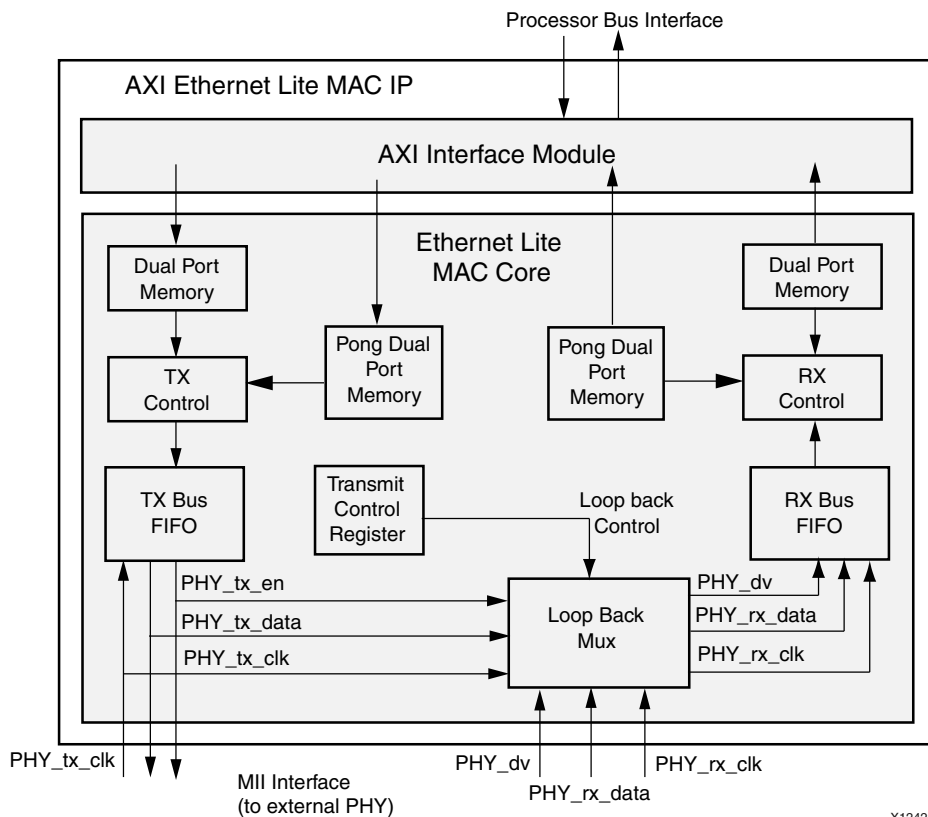 Processor Bus Interface
AXI Ethernet Lite MAC IP
AXI Interface Module
Ethernet Lite
MAC Core
Dual Port
Memory
Dual Port
Memory
Pong Dual
Port
Memory
Pong Dual
Port
Memory
TX
Control
RX
Control
TX Bus
FIFO
Transmit
Control
Register
Loop back
Control
RX Bus
FIFO
PHY_tx_en
PHY_tx_data
PHY_tx_clk
Loop Back
Mux
PHY_dv
PHY_rx_data
PHY_rx_clk
PHY_tx_clk
MII Interface
(to external PHY)
PHY_dv
PHY_rx_data
PHY_rx_clk